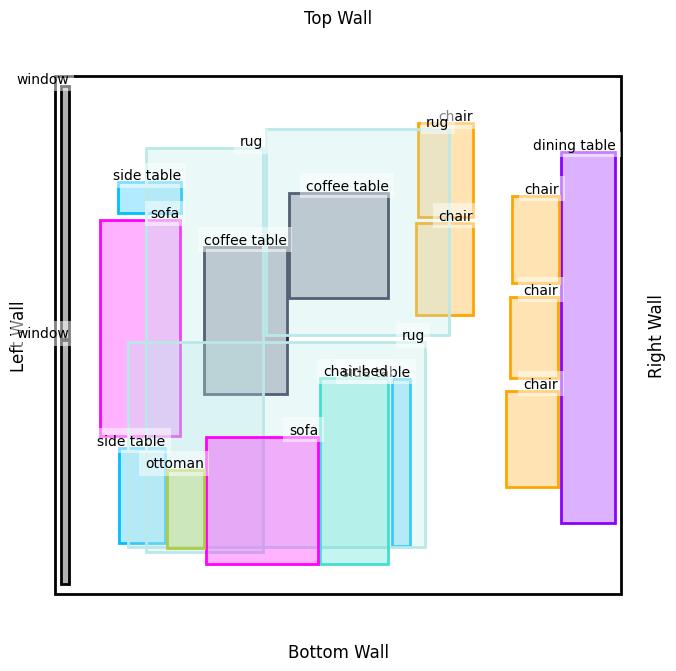 Top Wall
window
chair
rug
rug
dining table
side table
coffee table
chair
sofa
chair
coffee table
chair
Left Wall
window
rug
Right Wall
chair-bed
side table
chair
sofa
side table
ottoman
Bottom Wall